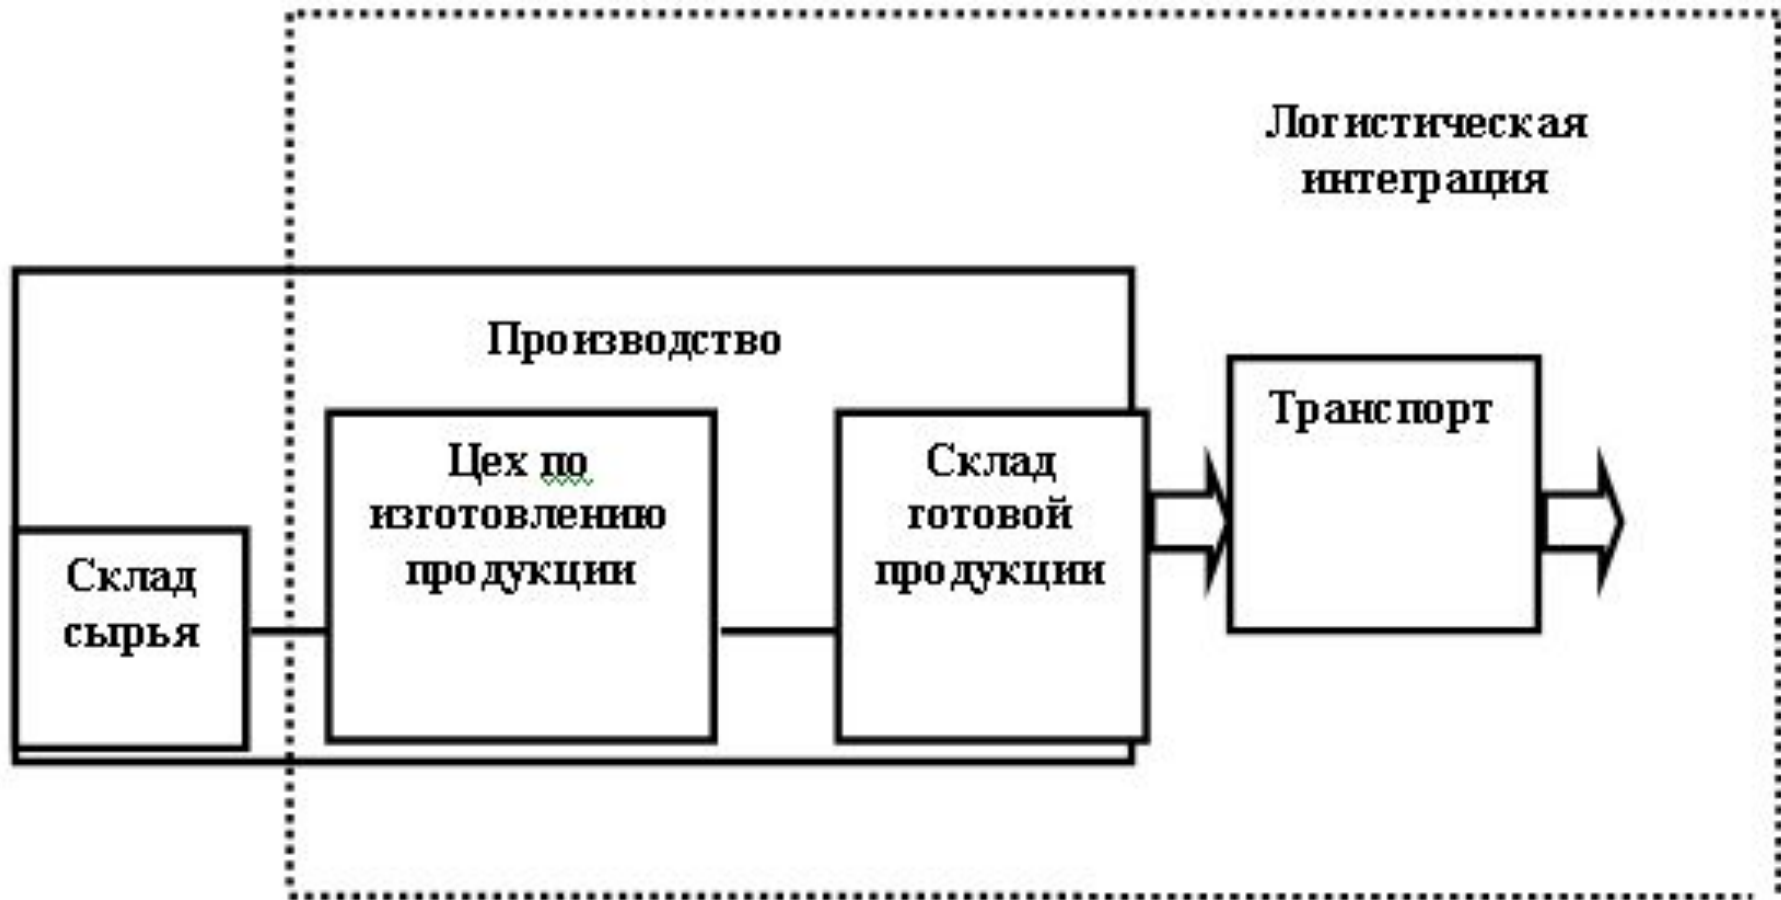 Логистическая
интеграция
Производство
Цех по
изготовлению
продукции
Склад
готовой
продукции
Транспорт
Склад
сырья